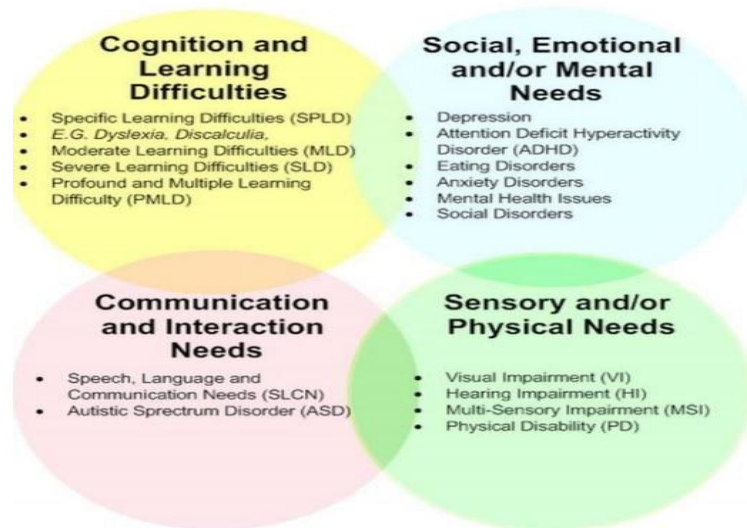 Cognition and
Learning
Difficulties
• Specific Learning Difficulties (SPLD)
• E.G. Dyslexia, Discalculia,
• Moderate Learning Difficulties (MLD)
• Severe Learning Difficulties (SLD)
• Profound and Multiple Learning
Difficulty (PMLD)
Social, Emotional
and/or Mental
Needs
• Depression
• Attention Deficit Hyperactivity
Disorder (ADHD)
• Eating Disorders
• Anxiety Disorders
• Mental Health Issues
• Social Disorders
Communication
and Interaction
Needs
• Speech, Language and
Communication Needs (SLCN)
• Autistic Sprectrum Disorder (ASD)
Sensory and/or
Physical Needs
• Visual Impairment (VI)
• Hearing Impairment (HI)
• Multi-Sensory Impairment (MSI)
• Physical Disability (PD)